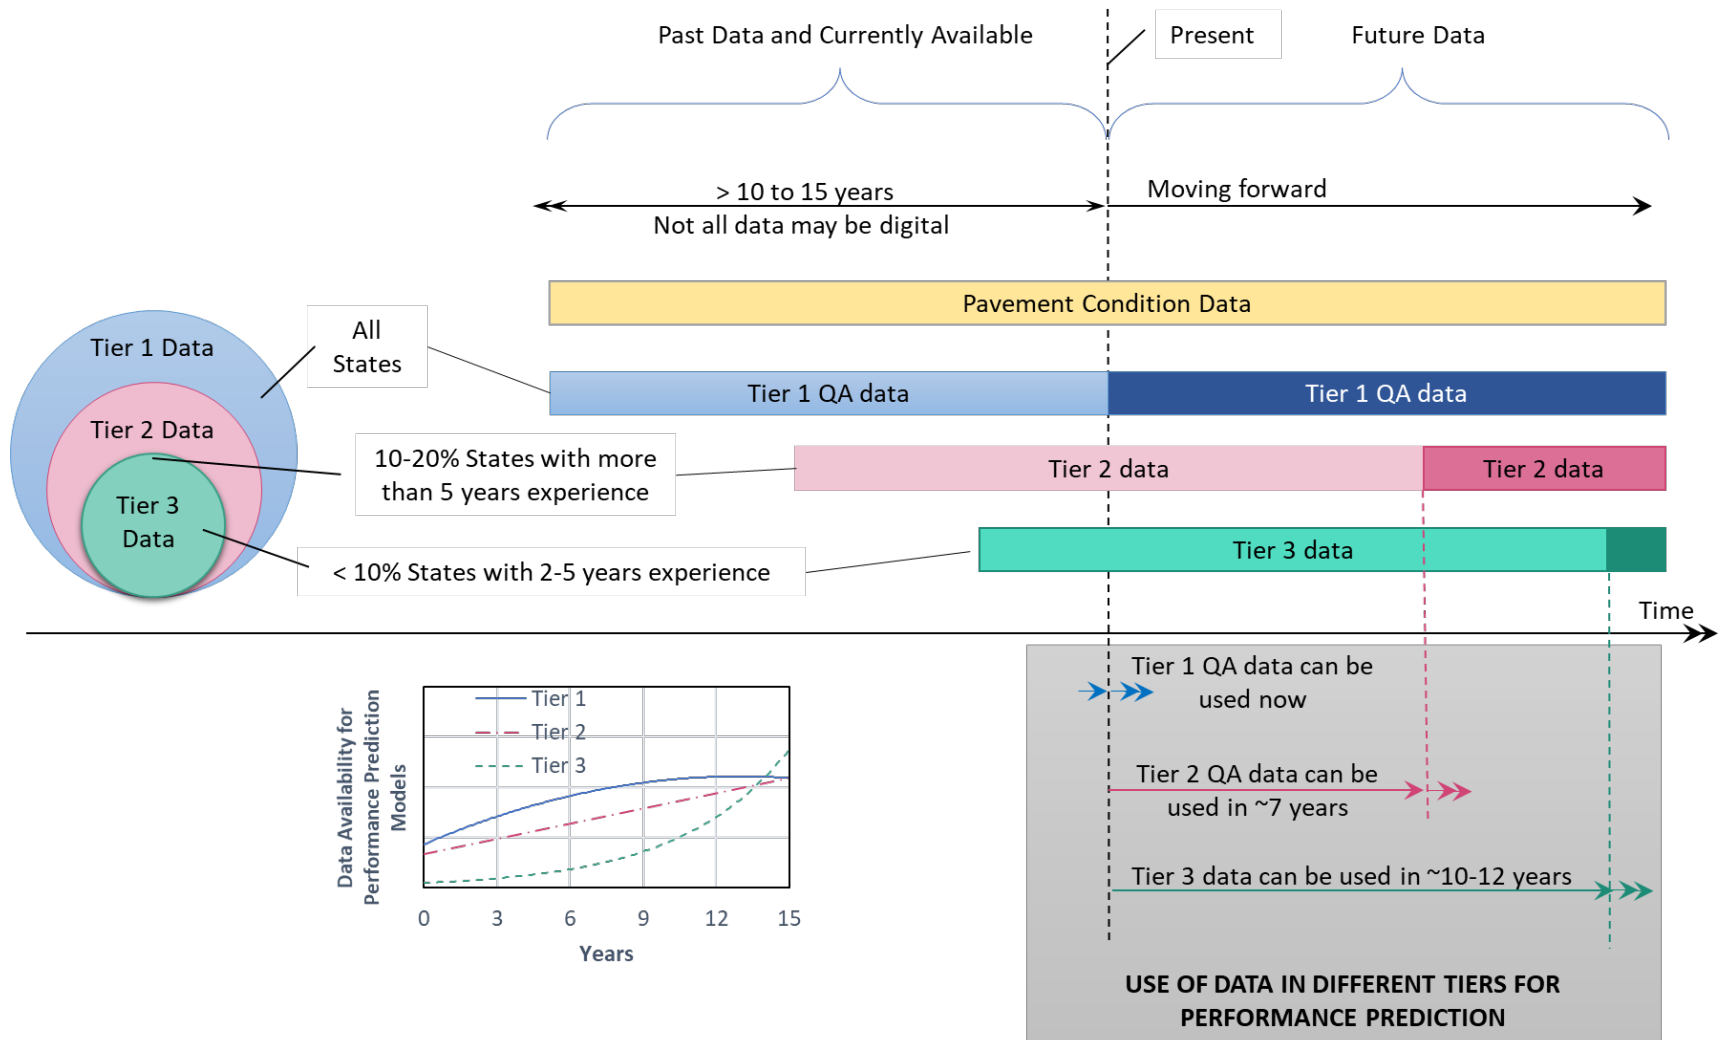 Past Data and Currently Available
Present
Future Data
> 10 to 15 years
Not all data may be digital
Moving forward
Pavement Condition Data
Tier 1 Data
Tier 2 Data
Tier 3
Data
All
States
Tier 1 QA data
Tier 1 QA data
10-20% States with more
than 5 years experience
Tier 2 data
Tier 2 data
< 10% States with 2-5 years experience
Tier 3 data
Time
Data Availability for
Performance Prediction
Models
Tier 1
Tier 2
Tier 3
0 3 6 9 12 15
Years
Tier 1 QA data can be
used now
Tier 2 QA data can be
used in ~7 years
Tier 3 data can be used in ~10-12 years
USE OF DATA IN DIFFERENT TIERS FOR
PERFORMANCE PREDICTION